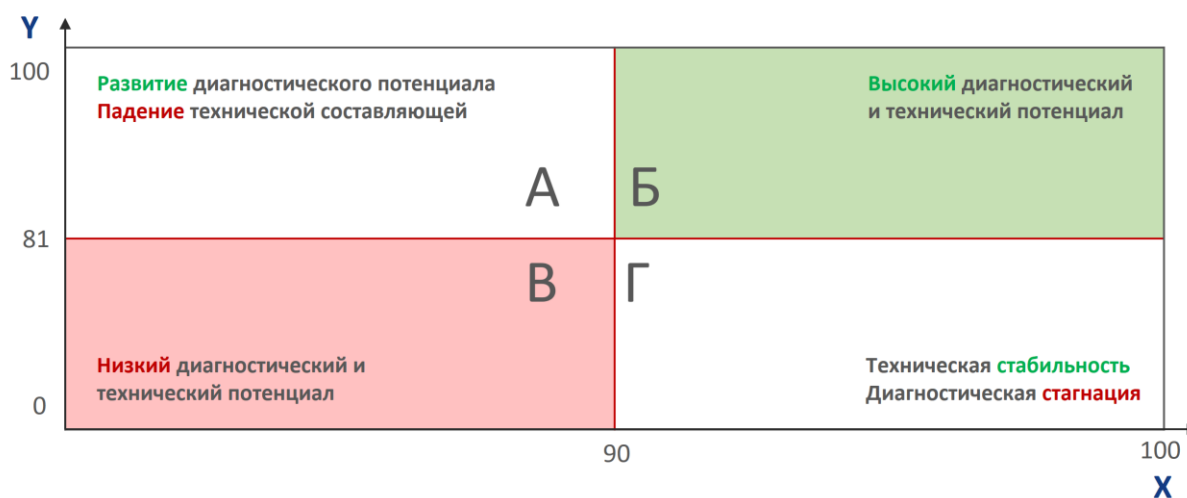 Y
100
Развитие диагностического потенциала
Падение технической составляющей
Высокий диагностический
и технический потенциал
А
Б
81
В
Г
Низкий диагностический и
технический потенциал
Техническая стабильность
Диагностическая стагнация
0
90
100
X